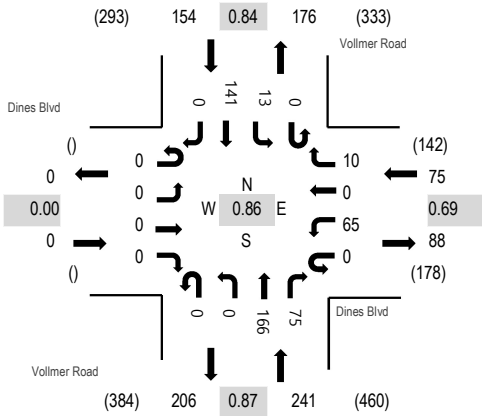 (293) 154 0.84 176 (333)
Vollmer Road
Dines Blvd
0 141 13 0
() 0 10 (142)
0 0 0 75
0.00 W N 0.86 E S 0.69
0 0 65 88
() 0 0 (178)
0 0 166 75
Dines Blvd
Vollmer Road
(384) 206 0.87 241 (460)